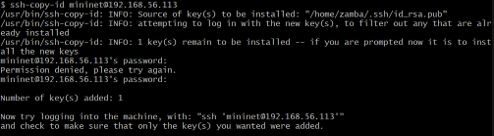 $ ssh-copy-id mininet@192.168.56.113
/usr/bin/ssh-copy-id: INFO: Source of key(s) to be installed: "/home/zamba/.ssh/id_rsa.pub"
/usr/bin/ssh-copy-id: INFO: attempting to log in with the new key(s), to filter out any that are alr
eady installed
/usr/bin/ssh-copy-id: INFO: 1 key(s) remain to be installed -- if you are prompted now it is to inst
all the new keys
mininet@192.168.56.113's password:
Permission denied, please try again.
mininet@192.168.56.113's password:
Number of key(s) added: 1
Now try logging into the machine, with: "ssh 'mininet@192.168.56.113'"
and check to make sure that only the key(s) you wanted were added.